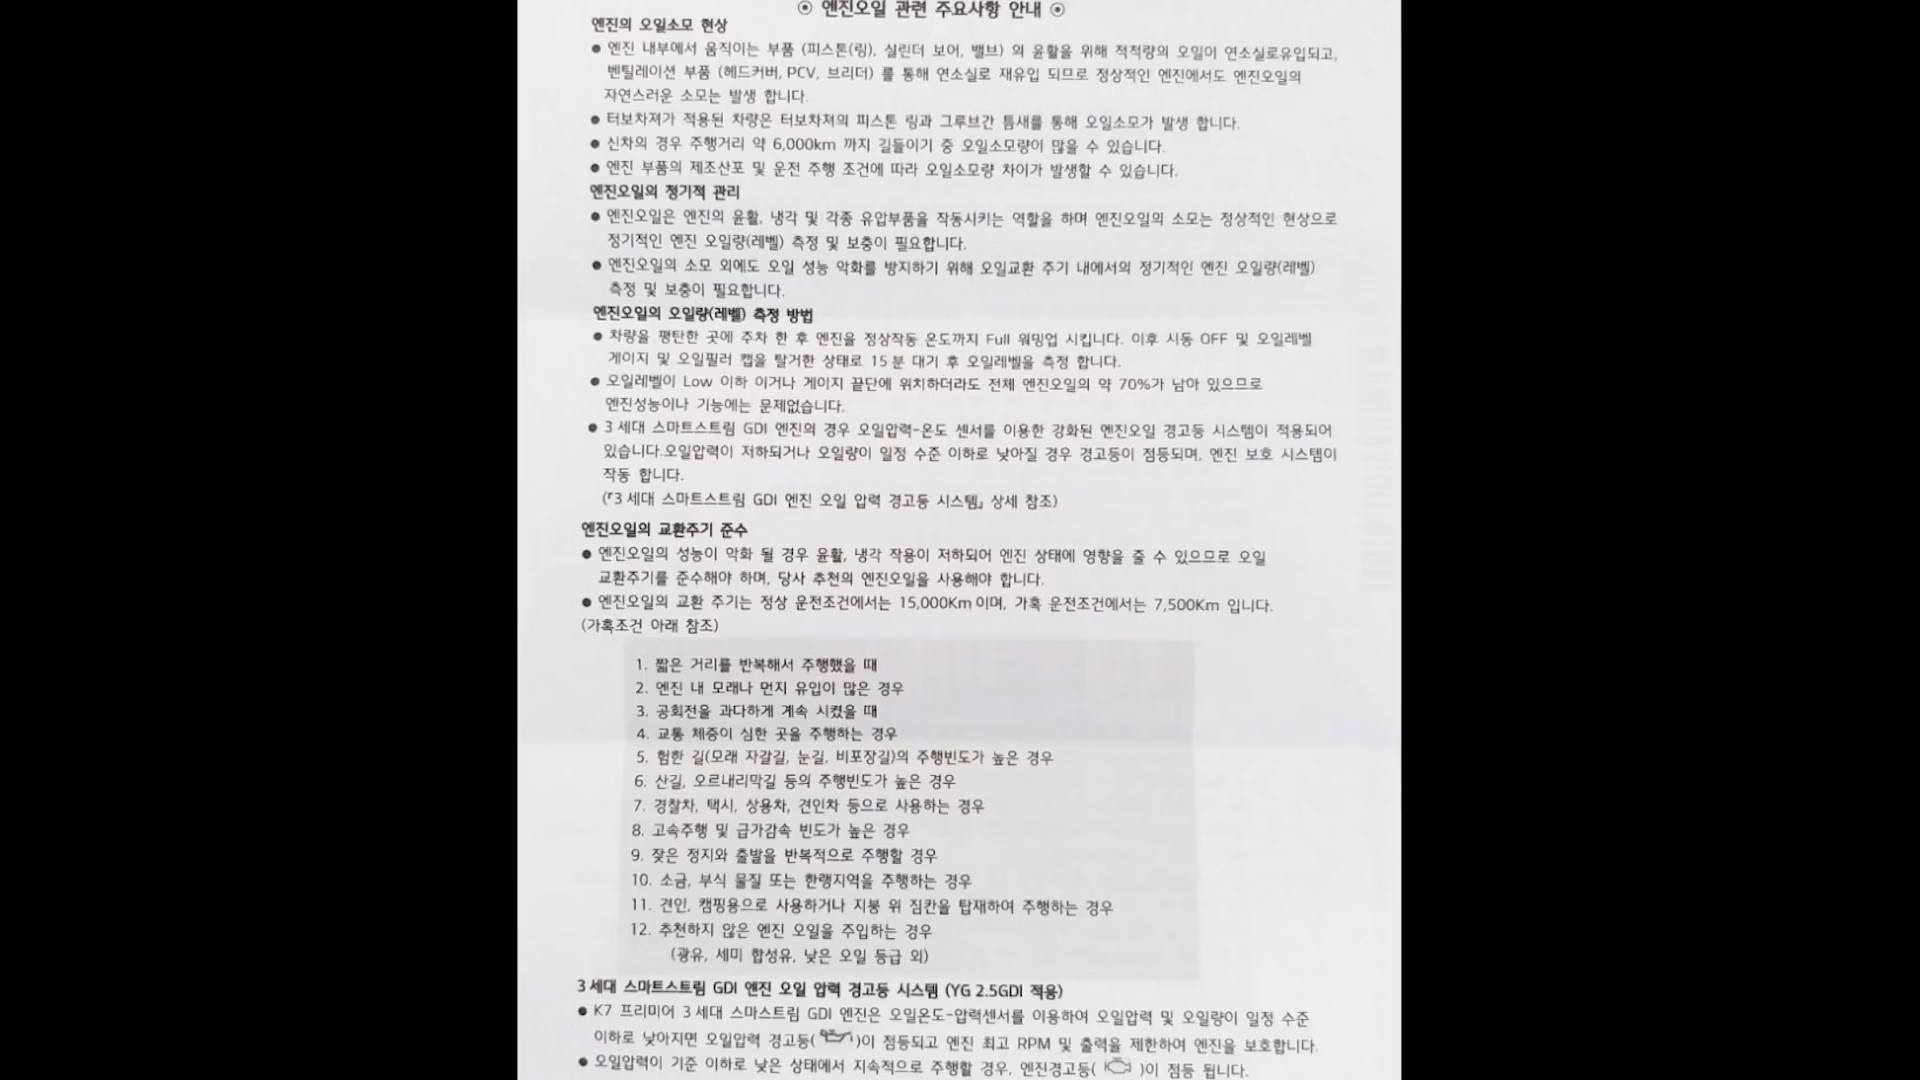 ⊙ 엔진오일 관련 주요사항 안내 ⊙
엔진의 오일소모 현상
● 엔진 내부에서 움직이는 부품 (피스톤(링), 실린더 보어, 밸브) 의 윤활을 위해 적적량의 오일이 연소실로유입되고,
벤틸레이션 부품 (헤드커버, PCV, 브리더) 를 통해 연소실로 재유입 되므로 정상적인 엔진에서도 엔진오일의
자연스러운 소모는 발생 합니다.
● 터보차져가 적용된 차량은 터보차져의 피스톤 링과 그루브간 틈새를 통해 오일소모가 발생 합니다.
● 신차의 경우 주행거리 약 6,000km 까지 길들이기 중 오일소모량이 많을 수 있습니다.
● 엔진 부품의 제조산포 및 운전 주행 조건에 따라 오일소모량 차이가 발생할 수 있습니다.
엔진오일의 정기적 관리
● 엔진오일은 엔진의 윤활, 냉각 및 각종 유압부품을 작동시키는 역할을 하며 엔진오일의 소모는 정상적인 현상으로
정기적인 엔진 오일량(레벨) 측정 및 보충이 필요합니다.
● 엔진오일의 소모 외에도 오일 성능 악화를 방지하기 위해 오일교환 주기 내에서의 정기적인 엔진 오일량(레벨)
측정 및 보충이 필요합니다.
엔진오일의 오일량(레벨) 측정 방법
● 차량을 평탄한 곳에 주차 한 후 엔진을 정상작동 온도까지 Full 워밍업 시킵니다. 이후 시동 OFF 및 오일레벨
게이지 및 오일필러 캡을 탈거한 상태로 15분 대기 후 오일레벨을 측정 합니다.
● 오일레벨이 Low 이하 이거나 게이지 끝단에 위치하더라도 전체 엔진오일의 약 70%가 남아 있으므로
엔진성능이나 기능에는 문제없습니다.
● 3세대 스마트스트림 GDI 엔진의 경우 오일압력-온도 센서를 이용한 강화된 엔진오일 경고등 시스템이 적용되어
있습니다.오일압력이 저하되거나 오일량이 일정 수준 이하로 낮아질 경우 경고등이 점등되며, 엔진 보호 시스템이
작동 합니다.
(『3세대 스마트스트림 GDI 엔진 오일 압력 경고등 시스템』 상세 참조)
엔진오일의 교환주기 준수
● 엔진오일의 성능이 악화 될 경우 윤활, 냉각 작용이 저하되어 엔진 상태에 영향을 줄 수 있으므로 오일
교환주기를 준수해야 하며, 당사 추천의 엔진오일을 사용해야 합니다.
● 엔진오일의 교환 주기는 정상 운전조건에서는 15,000Km이며, 가혹 운전조건에서는 7,500Km 입니다.
(가혹조건 아래 참조)
1. 짧은 거리를 반복해서 주행했을 때
2. 엔진 내 모래나 먼지 유입이 많은 경우
3. 공회전을 과다하게 계속 시켰을 때
4. 교통 체증이 심한 곳을 주행하는 경우
5. 험한 길(모래 자갈길, 눈길, 비포장길)의 주행빈도가 높은 경우
6. 산길, 오르내리막길 등의 주행빈도가 높은 경우
7. 경찰차, 택시, 상용차, 견인차 등으로 사용하는 경우
8. 고속주행 및 급가감속 빈도가 높은 경우
9. 잦은 정지와 출발을 반복적으로 주행할 경우
10. 소금, 부식 물질 또는 한랭지역을 주행하는 경우
11. 견인, 캠핑용으로 사용하거나 지붕 위 짐칸을 탑재하여 주행하는 경우
12. 추천하지 않은 엔진 오일을 주입하는 경우
(광유, 세미 합성유, 낮은 오일 등급 외)
3세대 스마트스트림 GDI 엔진 오일 압력 경고등 시스템 (YG 2.5GDI 적용)
● K7 프리미어 3세대 스마스트림 GDI 엔진은 오일온도-압력센서를 이용하여 오일압력 및 오일량이 일정 수준
이하로 낮아지면 오일압력 경고등( )이 점등되고 엔진 최고 RPM 및 출력을 제한하여 엔진을 보호합니다.
● 오일압력이 기준 이하로 낮은 상태에서 지속적으로 주행할 경우, 엔진경고등( )이 점등 됩니다.